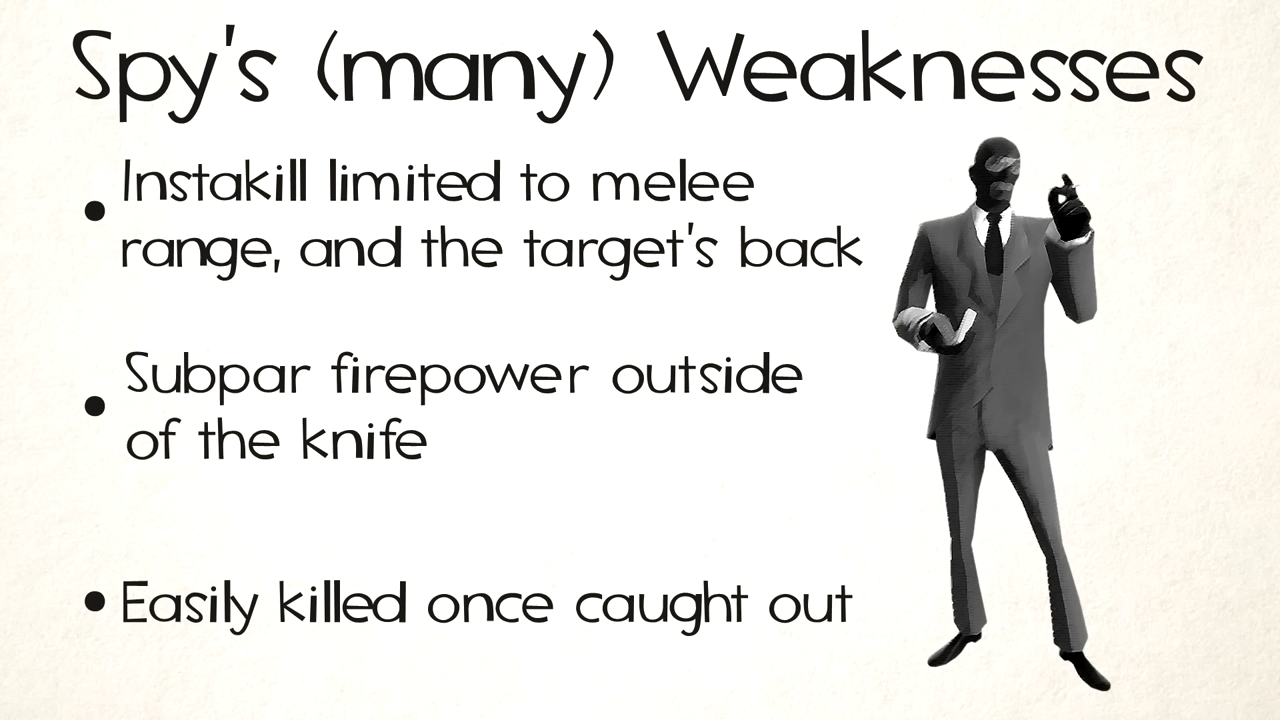 Spy's (many) Weaknesses
• Instakill limited to melee
range, and the target's back
• Subpar firepower outside
of the knife
• Easily killed once caught out